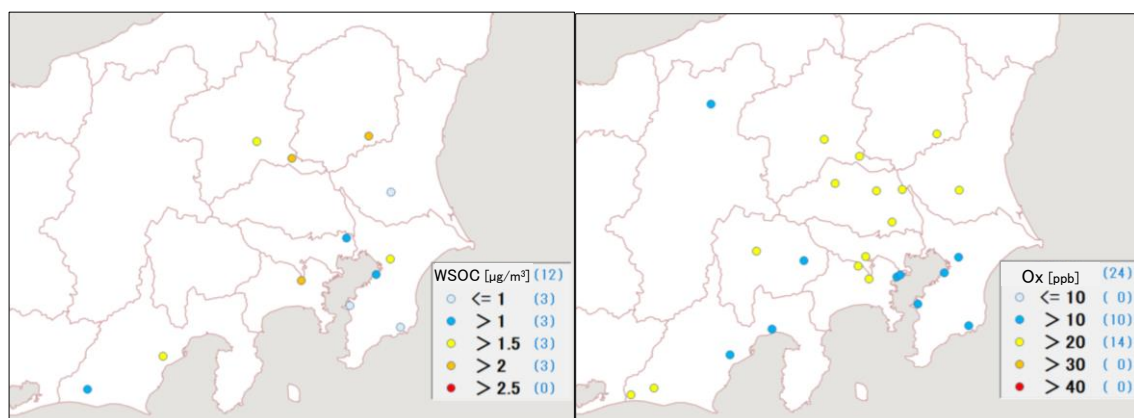 WSOC [μg/m³] (12)
<= 1 (3)
> 1 (3)
> 1.5 (3)
> 2 (3)
> 2.5 (0)
Ox [ppb] (24)
<= 10 ( 0)
> 10 (10)
> 20 (14)
> 30 ( 0)
> 40 ( 0)